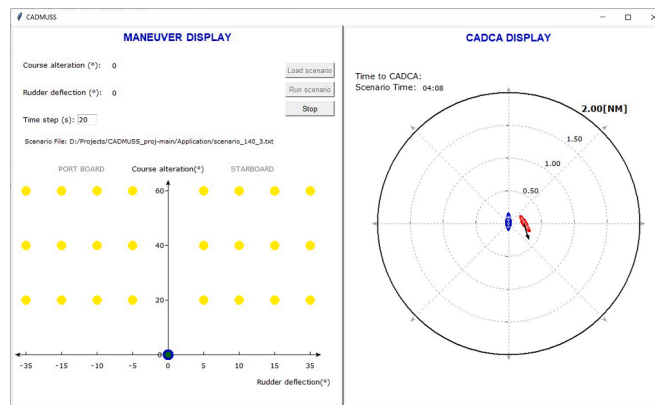 CADMUSS
MANEUVER DISPLAY
CADCA DISPLAY
Course alteration (°): 0
Load scenario
Rudder deflection (°): 0
Run scenario
Time step (s): 20
Stop
Scenario File: D:/Projects/CADMUSS_proj-main/Application/scenario_140_3.txt
Time to CADCA:
Scenario Time: 04:08
PORT BOARD Course alteration(°) STARBOARD
60
40
20
0
-35 -15 -10 -5 0 5 10 15 35
Rudder deflection(°)
2.00[NM]
1.50
1.00
0.50